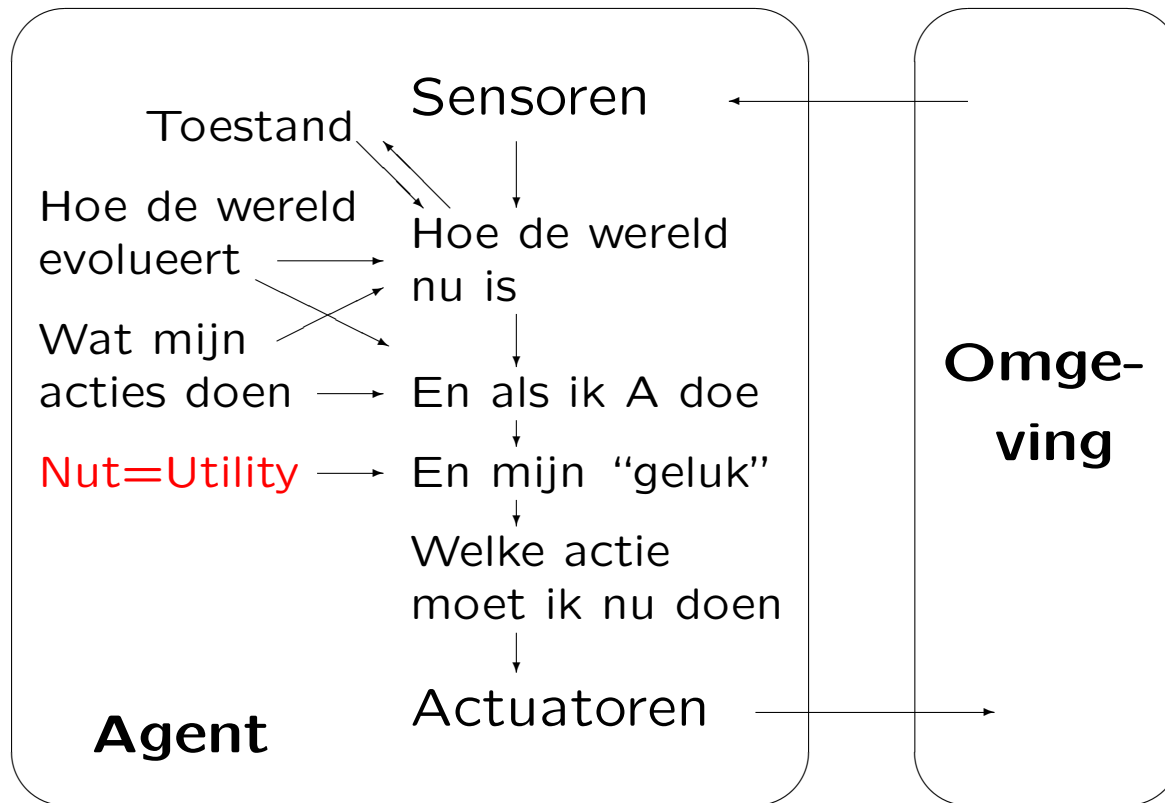 Sensoren
Toestand
Hoe de wereld
evolueert
Hoe de wereld
nu is
Wat mijn
acties doen
En als ik A doe
Nut=Utility
En mijn “geluk”
Welke actie
moet ik nu doen
Actuatoren
Agent
Omge-
ving